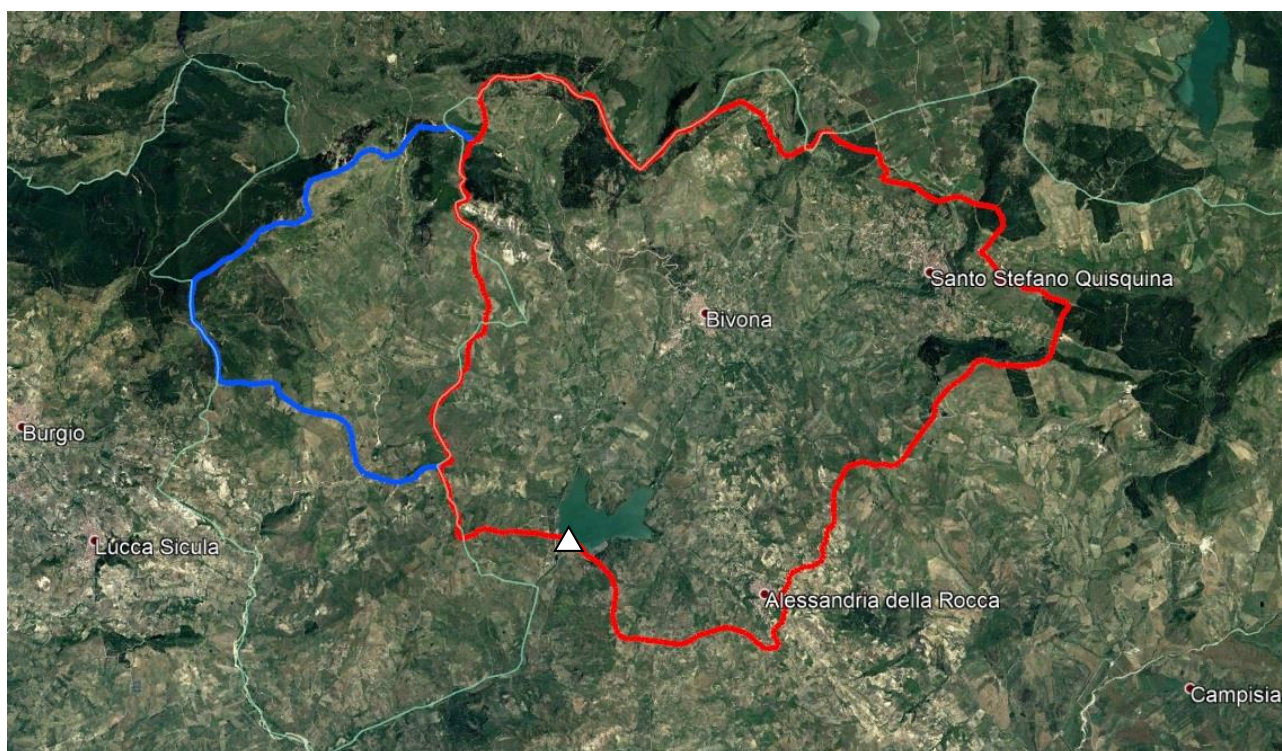 Santo Stefano Quisquina
Bivona
Burgio
Lucca Sicula
Alessandria della Rocca
Campisia